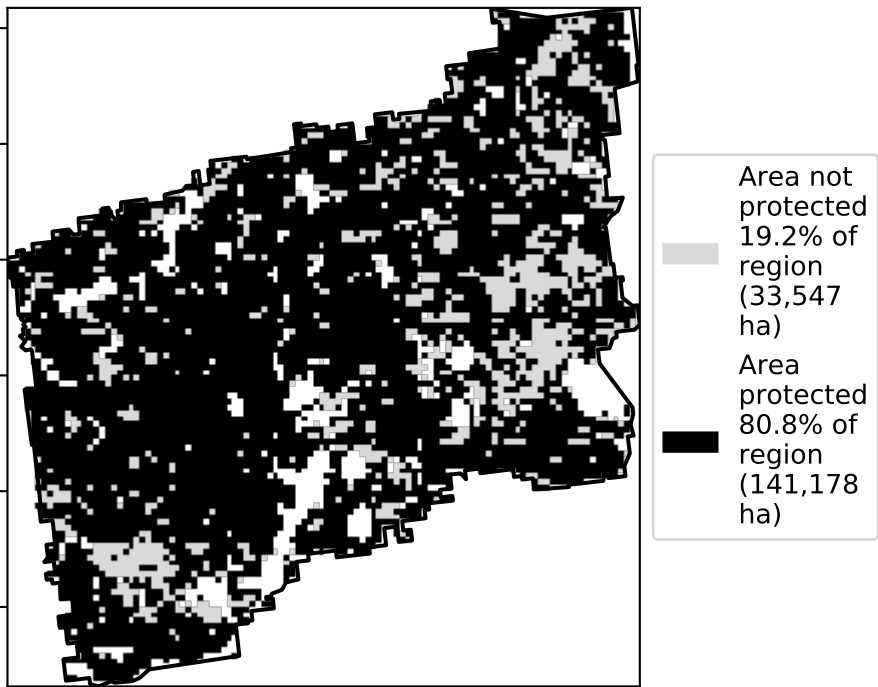 Area not
protected
19.2% of
region
(33,547
ha)
Area
protected
80.8% of
region
(141,178
ha)